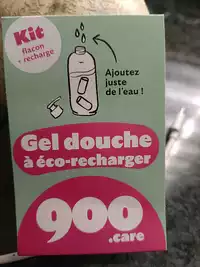 Kit
flacon
+ recharge
Ajoutez
juste
de l'eau !
Gel douche
à éco-recharger
900
.care